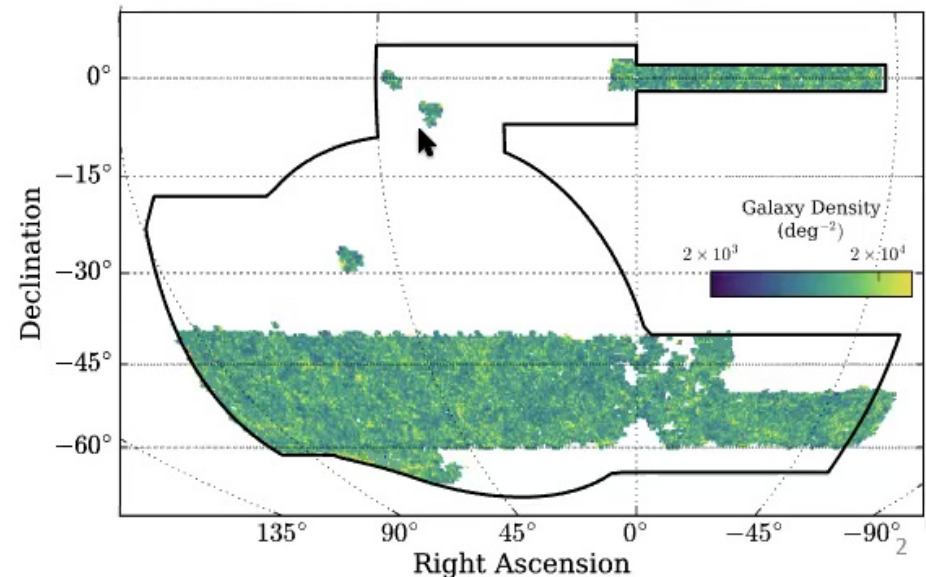 0°
−15°
−30°
−45°
−60°
Declination
Galaxy Density
(deg⁻²)
2 × 10³
2 × 10⁴
135°
90°
45°
0°
−45°
−90°
2
Right Ascension